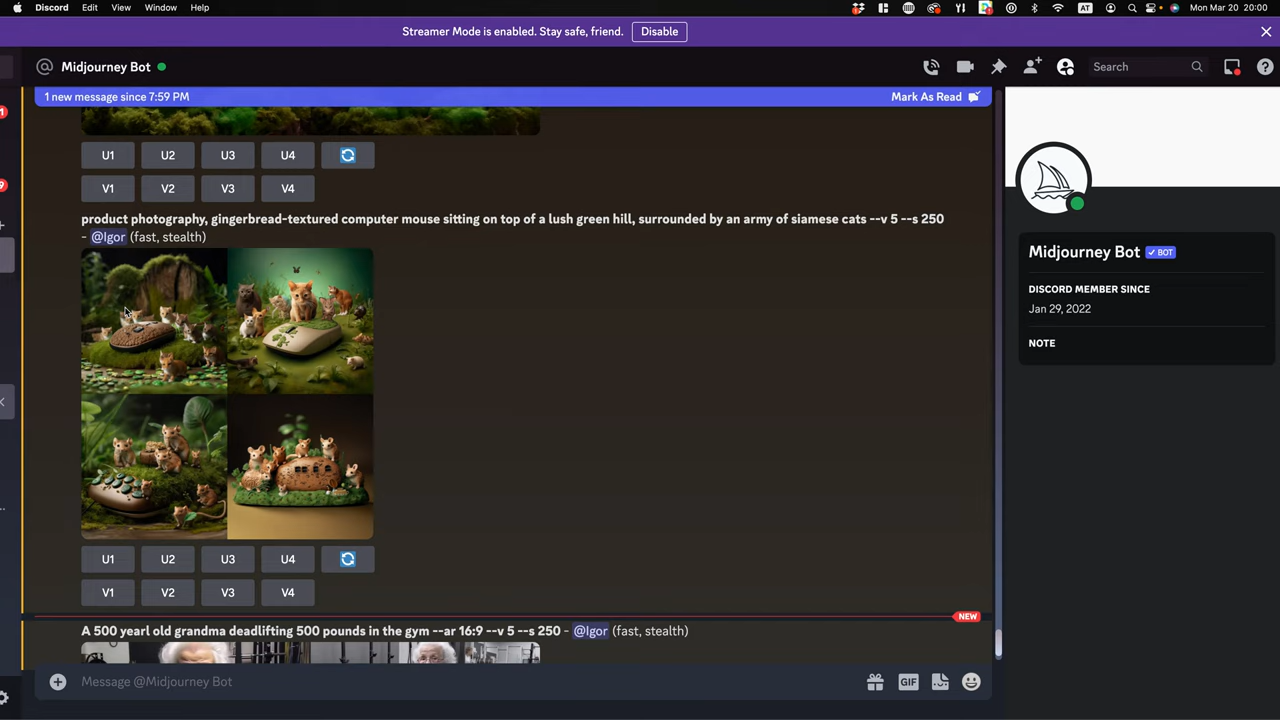 Discord Edit View Window Help
AT
Mon Mar 20 20:00
Streamer Mode is enabled. Stay safe, friend. Disable
@ Midjourney Bot
Search
1 new message since 7:59 PM
Mark As Read
U1 U2 U3 U4
V1 V2 V3 V4
product photography, gingerbread-textured computer mouse sitting on top of a lush green hill, surrounded by an army of siamese cats --v 5 --s 250
- @Igor (fast, stealth)
U1 U2 U3 U4
V1 V2 V3 V4
NEW
A 500 yearl old grandma deadlifting 500 pounds in the gym --ar 16:9 --v 5 --s 250 - @Igor (fast, stealth)
Message @Midjourney Bot
GIF
Midjourney Bot ✓ BOT
DISCORD MEMBER SINCE
Jan 29, 2022
NOTE